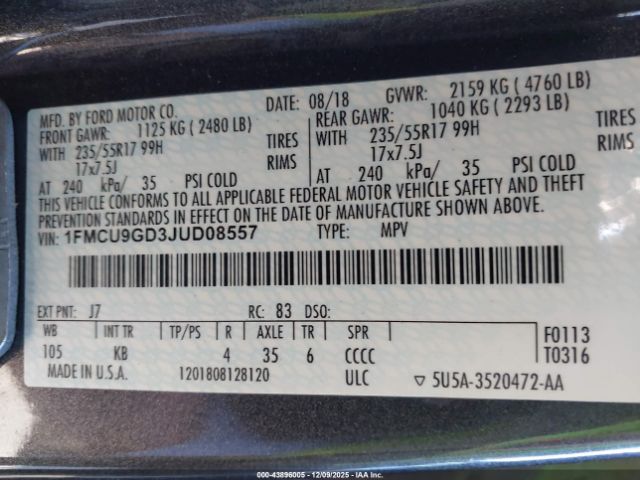 MFD. BY FORD MOTOR CO.
DATE: 08/18 GVWR: 2159 KG ( 4760 LB)
FRONT GAWR: 1125 KG ( 2480 LB) REAR GAWR: 1040 KG ( 2293 LB)
WITH 235/55R17 99H TIRES WITH 235/55R17 99H TIRES
17x7.5J RIMS 17x7.5J RIMS
AT 240 kPa/ 35 PSI COLD AT 240 kPa/ 35 PSI COLD
THIS VEHICLE CONFORMS TO ALL APPLICABLE FEDERAL MOTOR VEHICLE SAFETY AND THEFT
PREVENTION STANDARDS IN EFFECT ON THE DATE OF MANUFACTURE SHOWN ABOVE.
VIN: 1FMCU9GD3JUD08557 TYPE: MPV
EXT PNT: J7 RC: 83 DSO:
WB INT TR TP/PS R AXLE TR SPR F0113
105 KB 4 35 6 CCCC T0316
MADE IN U.S.A. 1201808128120 ULC ▽ 5U5A-3520472-AA
© 2000-43896005 - 12/09/2025 - IAA Inc.